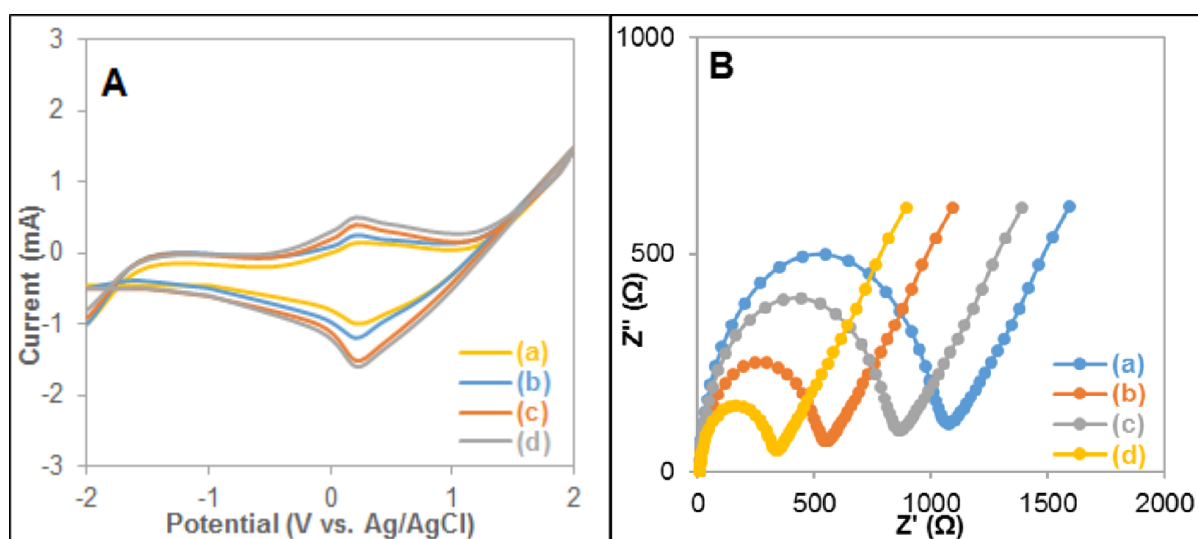 A
3
2
1
0
-1
-2
-3
Current (mA)
-2
-1
0
1
2
Potential (V vs. Ag/AgCl)
(a)
(b)
(c)
(d)
B
1000
500
0
Z'' (Ω)
0
500
1000
1500
2000
Z' (Ω)
(a)
(b)
(c)
(d)